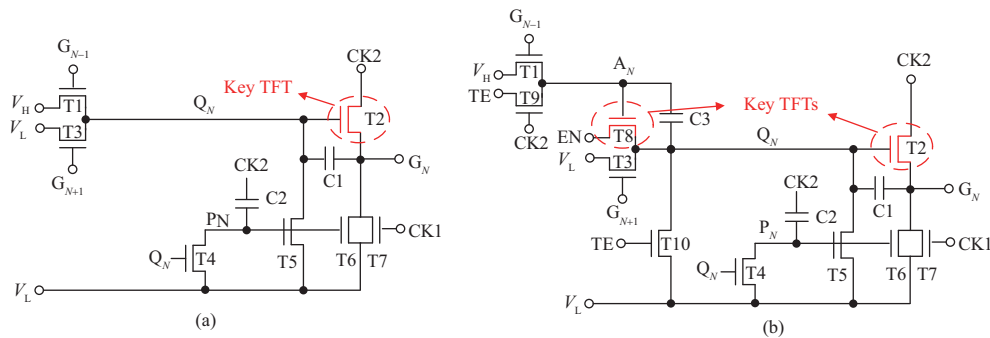 G_{N-1}
CK2
V_H
T1
Key TFT
Q_N
T2
V_L
T3
G_{N+1}
G_N
C1
CK2
C2
P_N
CK1
T4
Q_N
T5
T6
T7
V_L
(a)
G_{N-1}
CK2
A_N
V_H
T1
Key TFTs
TE
T9
C3
CK2
EN
T8
Q_N
T2
V_L
T3
G_{N+1}
G_N
C1
CK2
C2
P_N
CK1
TE
T10
T4
Q_N
T5
T6
T7
V_L
(b)